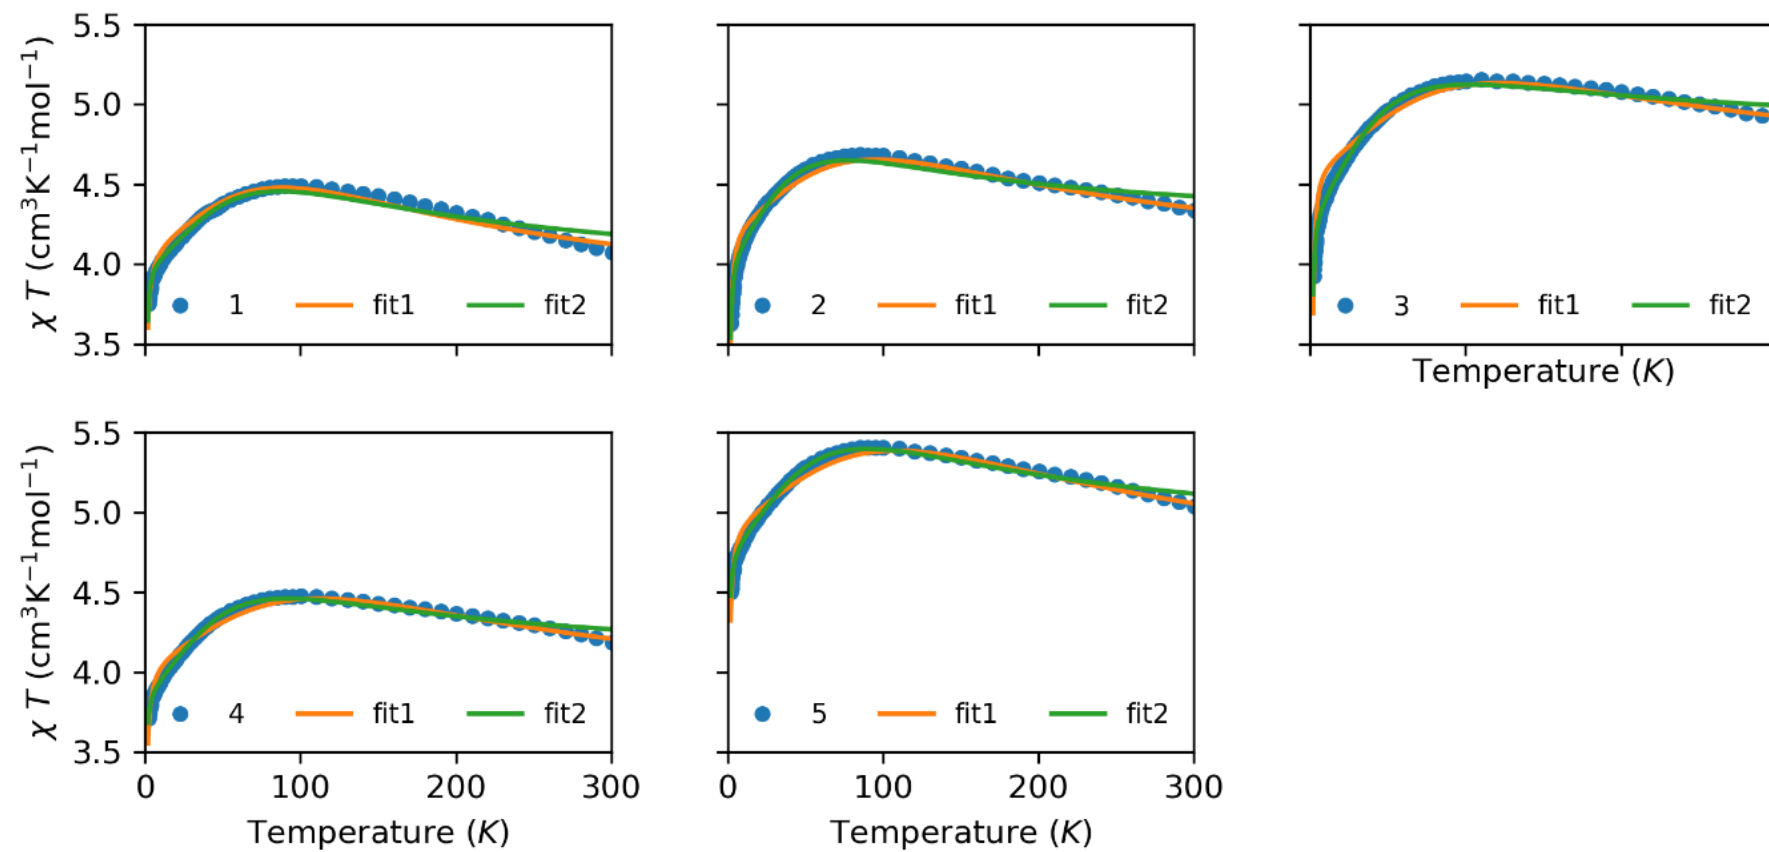 5.5
5.0
4.5
4.0
3.5
χ T (cm³K⁻¹mol⁻¹)
1 fit1 fit2
2 fit1 fit2
3 fit1 fit2
Temperature (K)
5.5
5.0
4.5
4.0
3.5
χ T (cm³K⁻¹mol⁻¹)
4 fit1 fit2
5 fit1 fit2
0 100 200 300
0 100 200 300
Temperature (K)
Temperature (K)